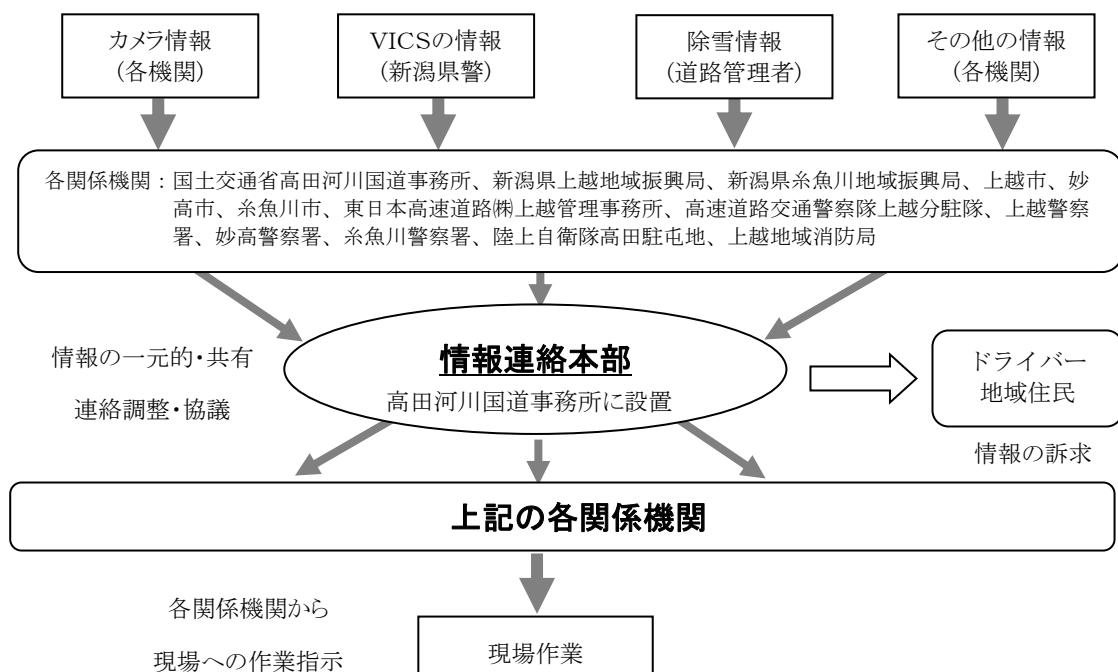 カメラ情報
(各機関)
VICSの情報
(新潟県警)
除雪情報
(道路管理者)
その他の情報
(各機関)
各関係機関：国土交通省高田河川国道事務所、新潟県上越地域振興局、新潟県糸魚川地域振興局、上越市、妙
高市、糸魚川市、東日本高速道路㈱上越管理事務所、高速道路交通警察隊上越分駐隊、上越警察
署、妙高警察署、糸魚川警察署、陸上自衛隊高田駐屯地、上越地域消防局
情報の一元的・共有
連絡調整・協議
情報連絡本部
高田河川国道事務所に設置
ドライバー
地域住民
情報の訴求
上記の各関係機関
各関係機関から
現場への作業指示
現場作業